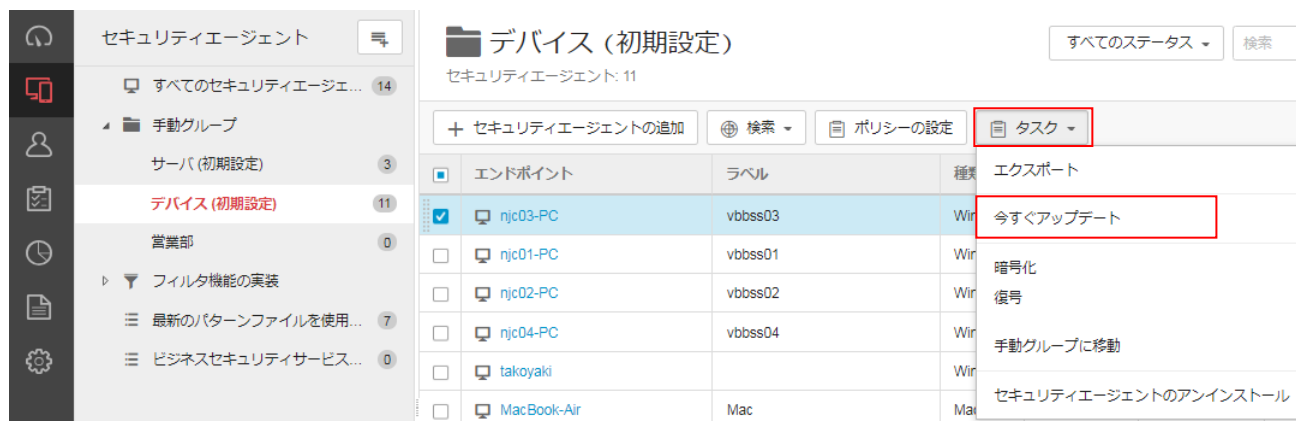 セキュリティエージェント
すべてのセキュリティエージェ... 14
手動グループ
サーバ (初期設定) 3
デバイス (初期設定) 11
営業部 0
フィルタ機能の実装
最新のパターンファイルを使用... 7
ビジネスセキュリティサービス... 0
デバイス (初期設定)
すべてのステータス
検索
セキュリティエージェント: 11
セキュリティエージェントの追加
検索
ポリシーの設定
タスク
エンドポイント ラベル 種類
njc03-PC vbbss03 Wir
njc01-PC vbbss01 Wir
njc02-PC vbbss02 Wir
njc04-PC vbbss04 Wir
takoyaki Wir
MacBook-Air Mac Mac
エクスポート
今すぐアップデート
暗号化
復号
手動グループに移動
セキュリティエージェントのアンインストール